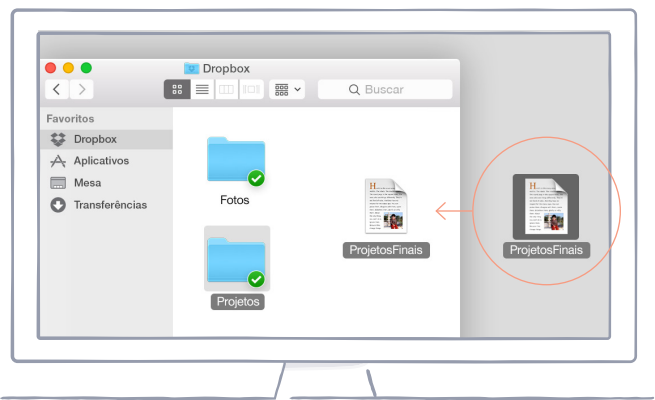 Dropbox
Buscar
Favoritos
Dropbox
Aplicativos
Mesa
Transferências
Fotos
Projetos
ProjetosFinais
ProjetosFinais